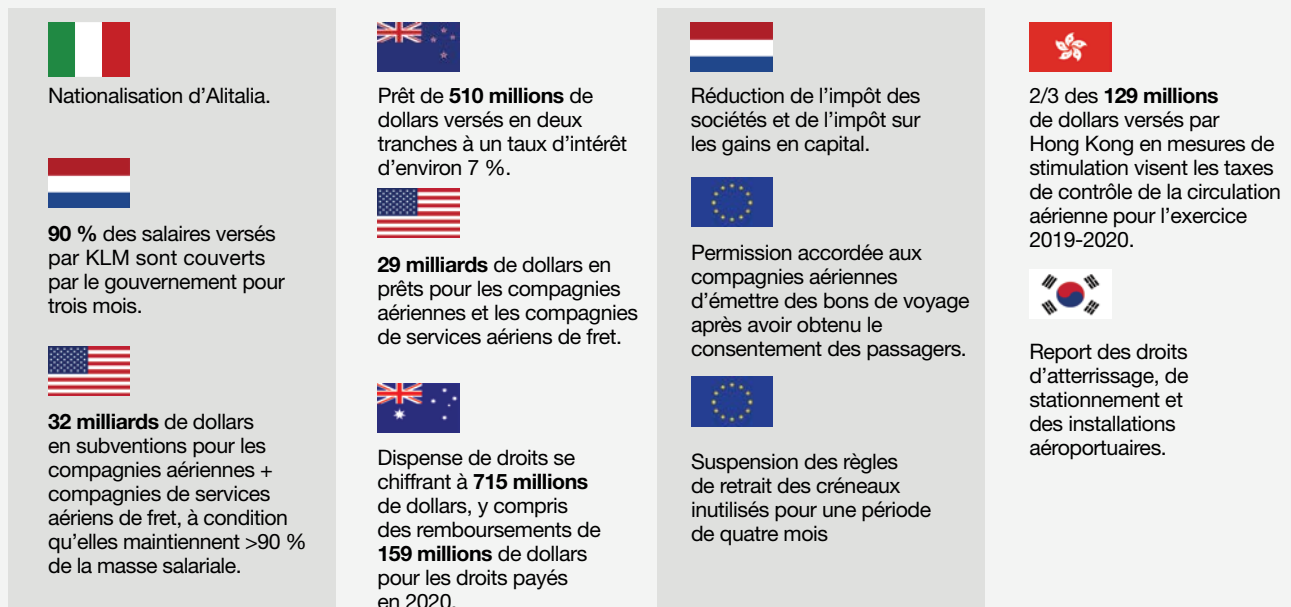 Nationalisation d’Alitalia.
90 % des salaires versés
par KLM sont couverts
par le gouvernement pour
trois mois.
32 milliards de dollars
en subventions pour les
compagnies aériennes +
compagnies de services
aériens de fret, à condition
qu’elles maintiennent >90 %
de la masse salariale.
Prêt de 510 millions de
dollars versés en deux
tranches à un taux d’intérêt
d’environ 7 %.
29 milliards de dollars en
prêts pour les compagnies
aériennes et les compagnies
de services aériens de fret.
Dispense de droits se
chiffrant à 715 millions
de dollars, y compris
des remboursements de
159 millions de dollars
pour les droits payés
en 2020.
Réduction de l’impôt des
sociétés et de l’impôt sur
les gains en capital.
Permission accordée aux
compagnies aériennes
d’émettre des bons de voyage
après avoir obtenu le
consentement des passagers.
Suspension des règles
de retrait des créneaux
inutilisés pour une période
de quatre mois
2/3 des 129 millions
de dollars versés par
Hong Kong en mesures de
stimulation visent les taxes
de contrôle de la circulation
aérienne pour l’exercice
2019-2020.
Report des droits
d’atterrissage, de
stationnement et
des installations
aéroportuaires.